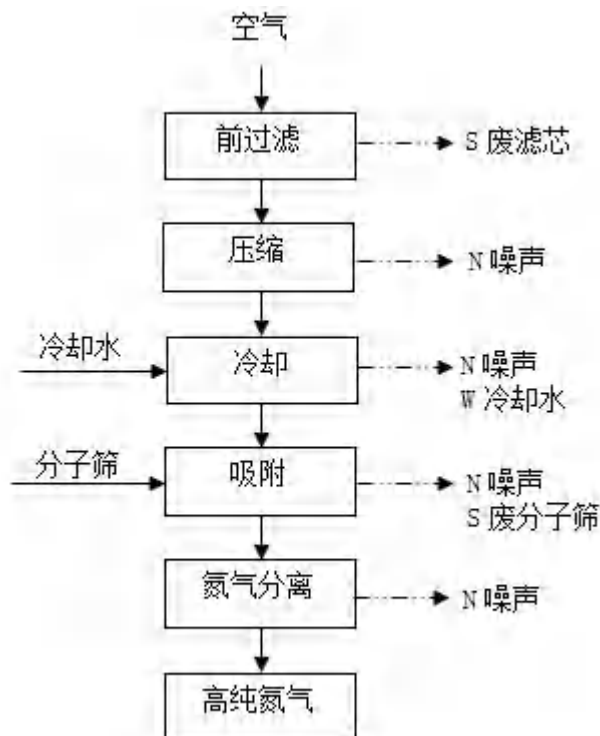 空气
前过滤
S 废滤芯
压缩
N 噪声
冷却水
冷却
N 噪声
W 冷却水
分子筛
吸附
N 噪声
S 废分子筛
氮气分离
N 噪声
高纯氮气